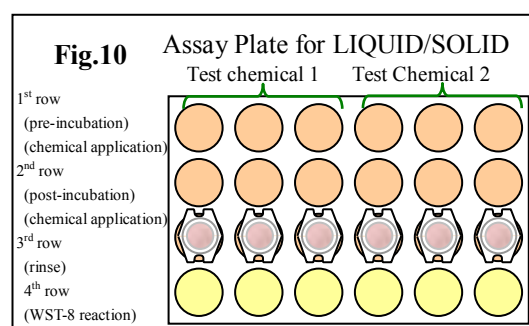 Fig.10
Assay Plate for LIQUID/SOLID
Test chemical 1
Test Chemical 2
1st row
(pre-incubation)
(chemical application)
2nd row
(post-incubation)
(chemical application)
3rd row
(rinse)
4th row
(WST-8 reaction)